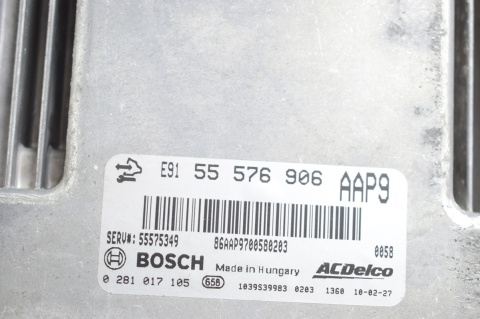 E91 55 576 906 AAP9
SERV#: 55575349 86AAP9700580203 0058
BOSCH Made in Hungary ACDelco
0 281 017 105 658 1039S39983 0203 1360 10-02-27